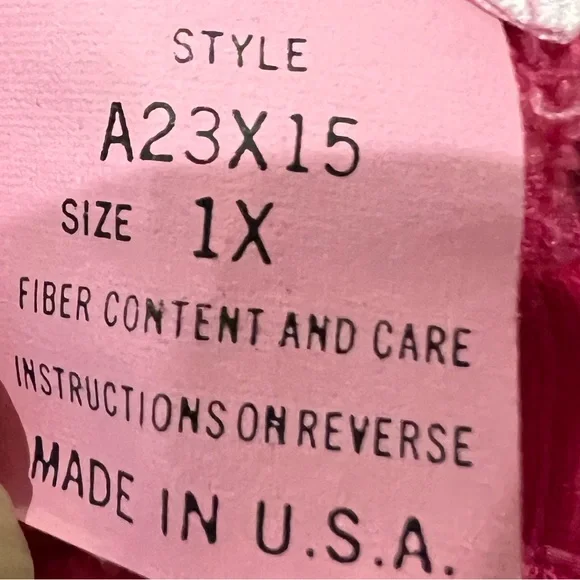 STYLE
A23X15
SIZE 1X
FIBER CONTENT AND CARE
INSTRUCTIONS ON REVERSE
MADE IN U.S.A.